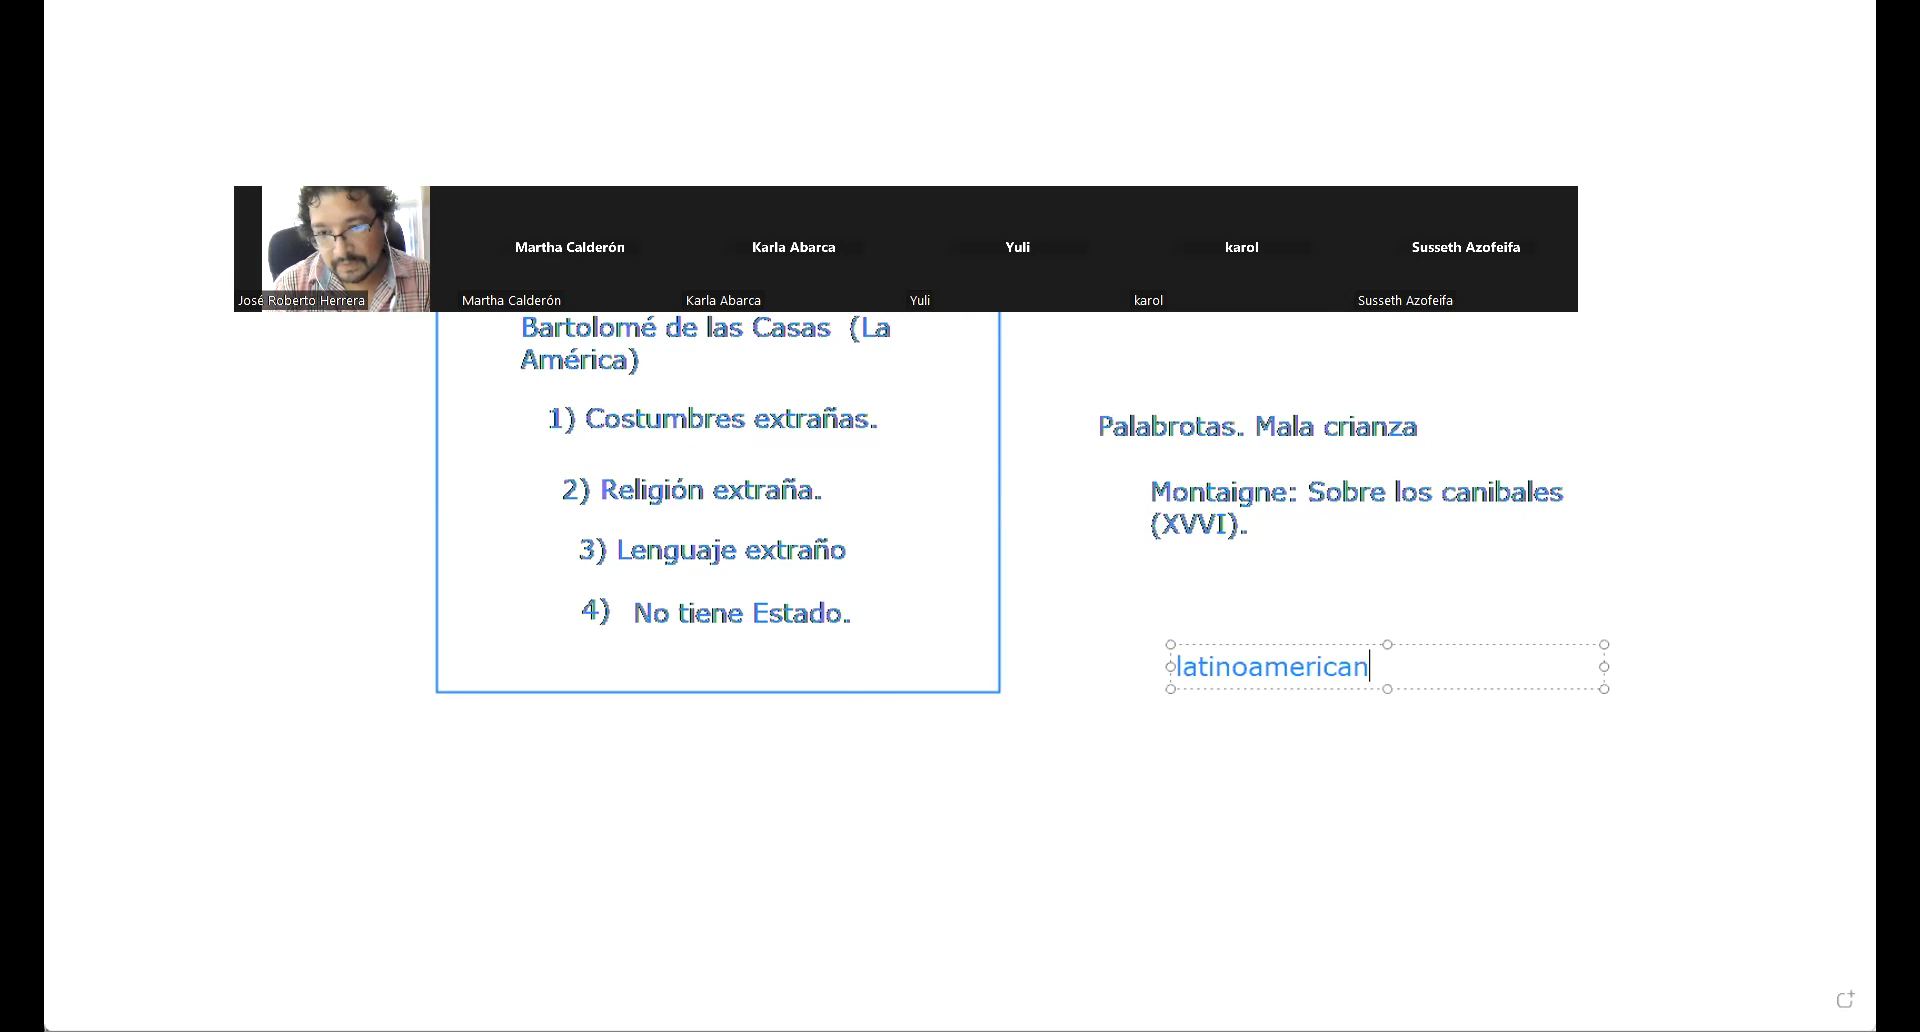 Martha Calderón
Karla Abarca
Yuli
karol
Susseth Azofeifa
José Roberto Herrera
Martha Calderón
Karla Abarca
Yuli
karol
Susseth Azofeifa
Bartolomé de las Casas (La
América)
1) Costumbres extrañas.
2) Religión extraña.
3) Lenguaje extraño
4) No tiene Estado.
Palabrotas. Mala crianza
Montaigne: Sobre los canibales
(XVVI).
latinoamerican